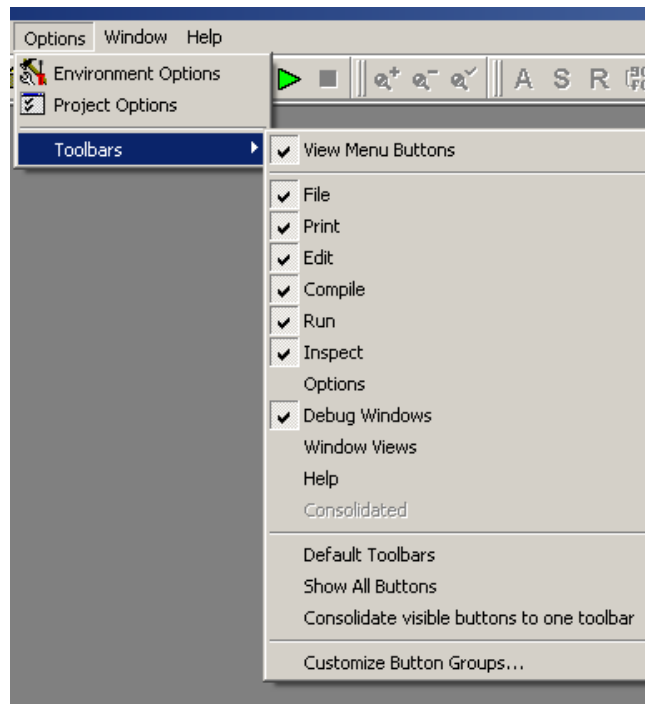 Options Window Help
Environment Options
Project Options
A S R
Toolbars
View Menu Buttons
File
Print
Edit
Compile
Run
Inspect
Options
Debug Windows
Window Views
Help
Consolidated
Default Toolbars
Show All Buttons
Consolidate visible buttons to one toolbar
Customize Button Groups...